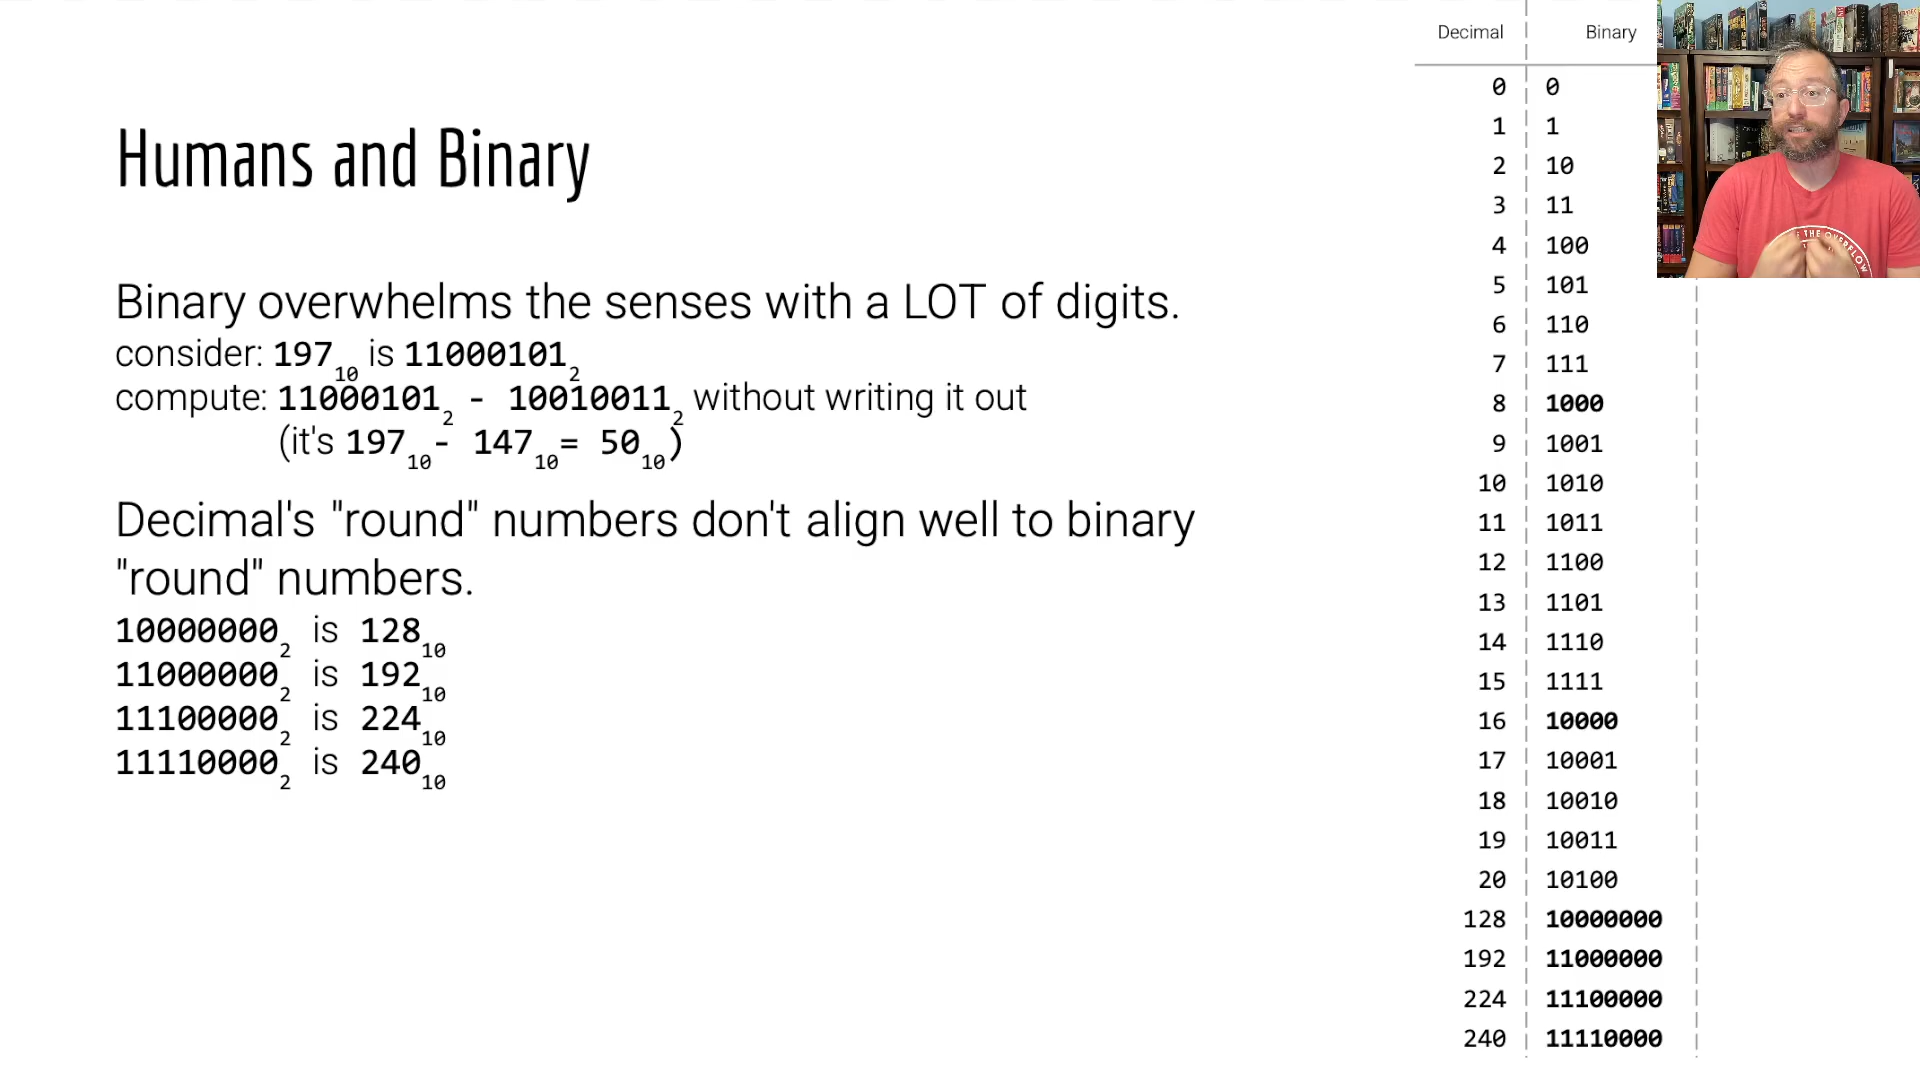 Humans and Binary
Binary overwhelms the senses with a LOT of digits.
consider: 197₁₀ is 11000101₂
compute: 11000101₂ - 10010011₂ without writing it out
(it's 197₁₀- 147₁₀= 50₁₀)
Decimal's "round" numbers don't align well to binary
"round" numbers.
10000000₂ is 128₁₀
11000000₂ is 192₁₀
11100000₂ is 224₁₀
11110000₂ is 240₁₀
Decimal Binary
0 0
1 1
2 10
3 11
4 100
5 101
6 110
7 111
8 1000
9 1001
10 1010
11 1011
12 1100
13 1101
14 1110
15 1111
16 10000
17 10001
18 10010
19 10011
20 10100
128 10000000
192 11000000
224 11100000
240 11110000
THE OVERFLOW